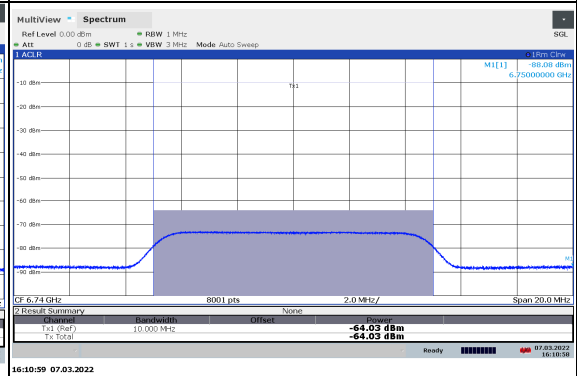 MultiView Spectrum
Ref Level 0.00 dBm RBW 1 MHz SGL
Att 0 dB SWT 1 s VBW 3 MHz Mode Auto Sweep
1 ACLR 1Rm Clrw
M1[1] -88.08 dBm
6.75000000 GHz
-10 dBm
Tx1
-20 dBm
-30 dBm
-40 dBm
-50 dBm
-60 dBm
-70 dBm
-80 dBm
M1
-90 dBm
CF 6.74 GHz 8001 pts 2.0 MHz/ Span 20.0 MHz
2 Result Summary None
Channel Bandwidth Offset Power
Tx1 (Ref) 10.000 MHz -64.03 dBm
Tx Total -64.03 dBm
Ready 07.03.2022
16:10:58
16:10:59 07.03.2022